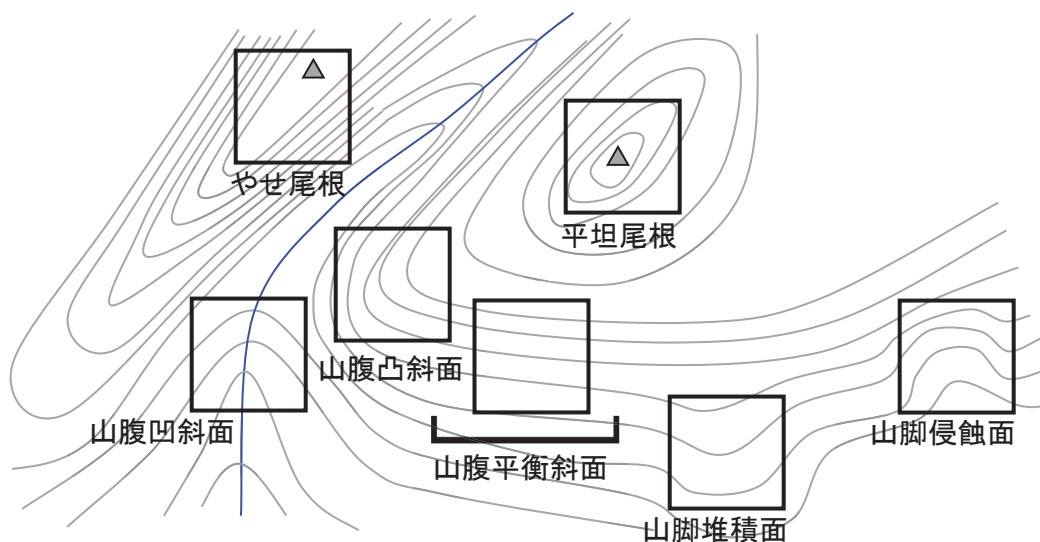 やせ尾根
平坦尾根
山腹凸斜面
山腹凹斜面
山脚侵蝕面
山腹平衡斜面
山脚堆積面